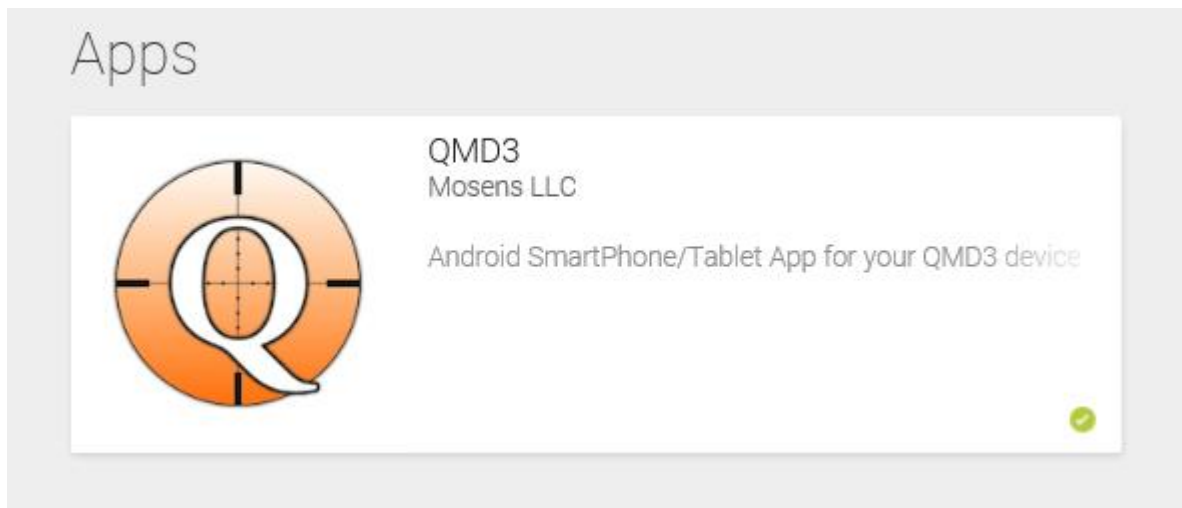 Apps
QMD3
Mosens LLC
Android SmartPhone/Tablet App for your QMD3 device
Q